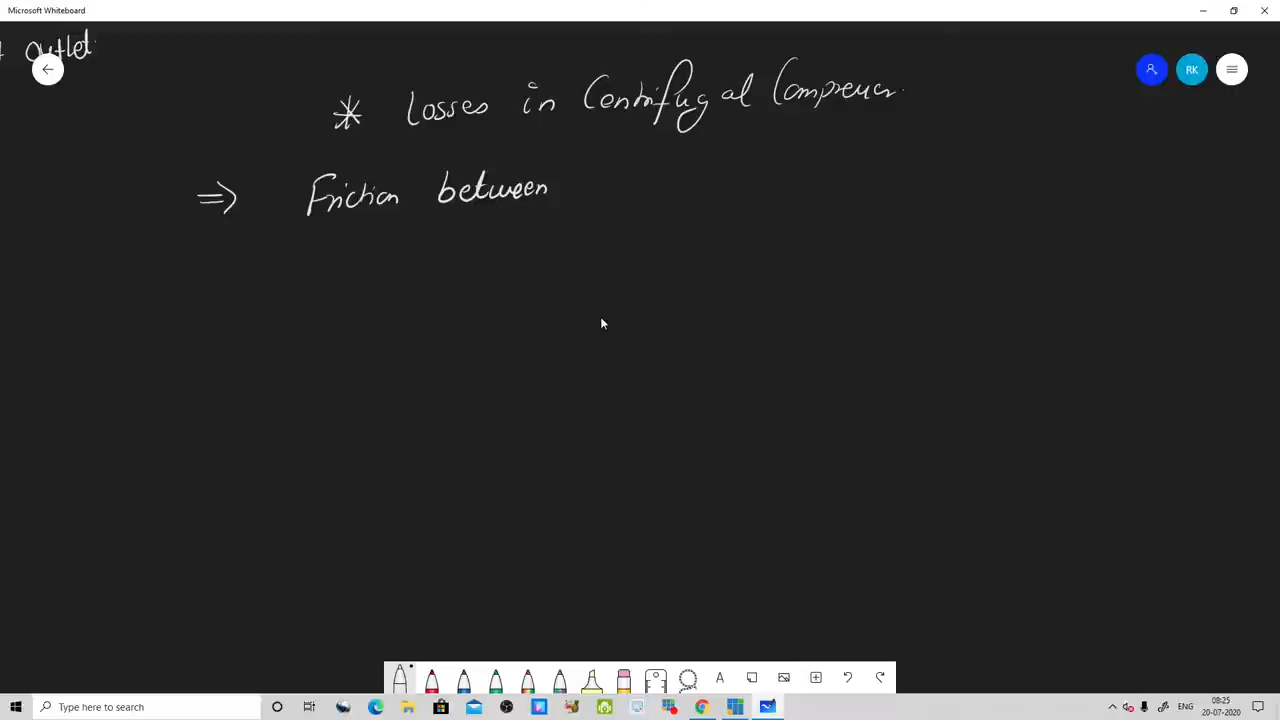 Microsoft Whiteboard
outlet
RK
* Losses in Centrifugal Compressor.
⇒ Friction between
A
Type here to search
ENG
08:25
20-07-2020